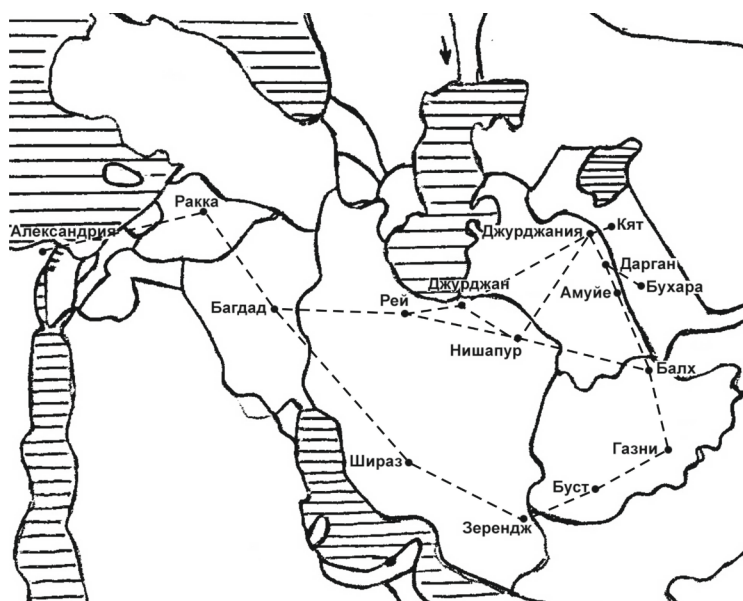 Ракка
Александрия
Джурджания
Кят
Дарган
Джурджан
Бухара
Амуйе
Рей
Багдад
Нишапур
Балх
Газни
Шираз
Буст
Зерендж